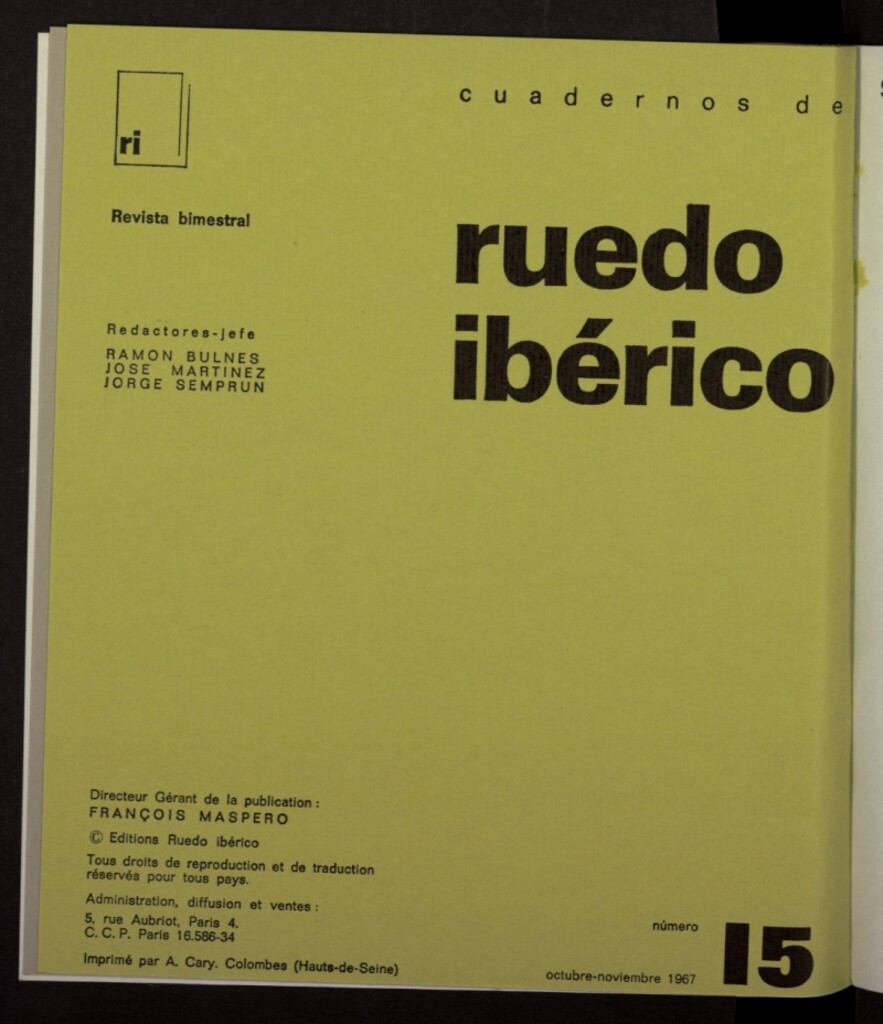 cuadernos de
ri
Revista bimestral
ruedo
ibérico
Redactores-jefe
RAMON BULNES
JOSE MARTINEZ
JORGE SEMPRUN
Directeur Gérant de la publication :
FRANÇOIS MASPERO
© Editions Ruedo ibérico
Tous droits de reproduction et de traduction
réservés pour tous pays.
Administration, diffusion et ventes :
5, rue Aubriot, Paris 4.
C. C. P. Paris 16.586-34
Imprimé par A. Cary. Colombes (Hauts-de-Seine)
número
15
octubre-noviembre 1967